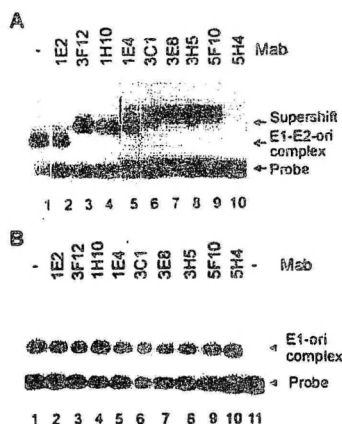 A
- 1E2 3F12 1H10 1E4 3C1 3E8 3H5 5F10 5H4 Mab
Supershift
E1-E2-ori
complex
Probe
1 2 3 4 5 6 7 8 9 10
B
- 1E2 3F12 1H10 1E4 3C1 3E8 3H5 5F10 5H4 - Mab
E1-ori
complex
Probe
1 2 3 4 5 6 7 8 9 10 11